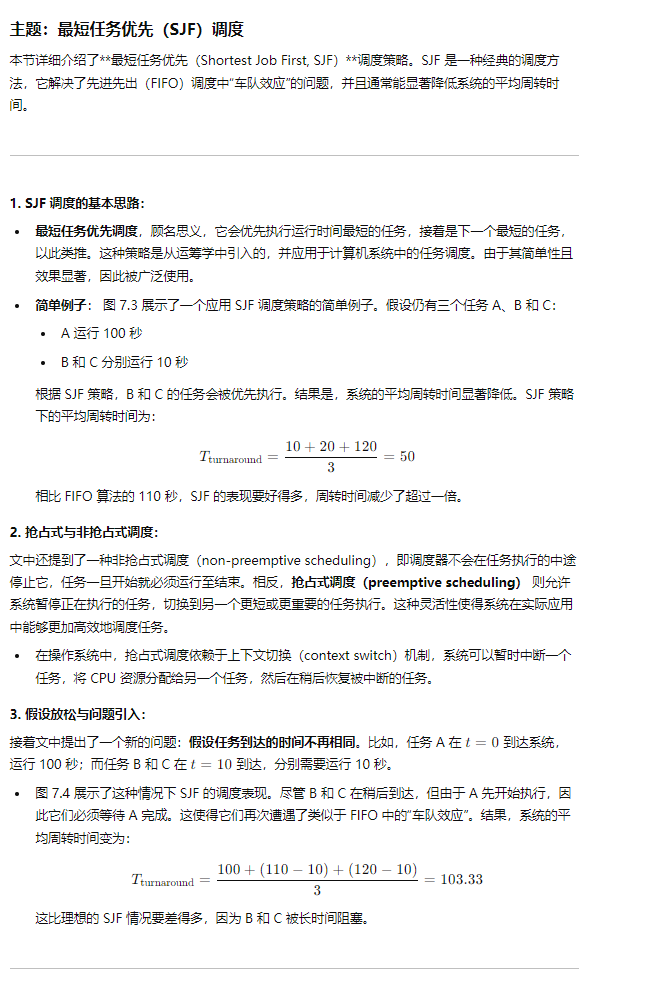 主题：最短任务优先（SJF）调度
本节详细介绍了**最短任务优先（Shortest Job First, SJF）**调度策略。SJF 是一种经典的调度方
法，它解决了先进先出（FIFO）调度中“车队效应”的问题，并且通常能显著降低系统的平均周转时
间。
1. SJF 调度的基本思路：
• 最短任务优先调度，顾名思义，它会优先执行运行时间最短的任务，接着是下一个最短的任务，
以此类推。这种策略是从运筹学中引入的，并应用于计算机系统中的任务调度。由于其简单性且
效果显著，因此被广泛使用。
• 简单例子： 图 7.3 展示了一个应用 SJF 调度策略的简单例子。假设仍有三个任务 A、B 和 C：
• A 运行 100 秒
• B 和 C 分别运行 10 秒
根据 SJF 策略，B 和 C 的任务会被优先执行。结果是，系统的平均周转时间显著降低。SJF 策略
下的平均周转时间为：
T_turnaround = (10 + 20 + 120) / 3 = 50
相比 FIFO 算法的 110 秒，SJF 的表现要好得多，周转时间减少了超过一倍。
2. 抢占式与非抢占式调度：
文中还提到了一种非抢占式调度（non-preemptive scheduling），即调度器不会在任务执行的中途
停止它，任务一旦开始就必须运行至结束。相反，抢占式调度（preemptive scheduling） 则允许
系统暂停正在执行的任务，切换到另一个更短或更重要的任务执行。这种灵活性使得系统在实际应用
中能够更加高效地调度任务。
• 在操作系统中，抢占式调度依赖于上下文切换（context switch）机制，系统可以暂时中断一个
任务，将 CPU 资源分配给另一个任务，然后在稍后恢复被中断的任务。
3. 假设放松与问题引入：
接着文中提出了一个新的问题：假设任务到达的时间不再相同。比如，任务 A 在 t = 0 到达系统，
运行 100 秒；而任务 B 和 C 在 t = 10 到达，分别需要运行 10 秒。
• 图 7.4 展示了这种情况下 SJF 的调度表现。尽管 B 和 C 在稍后到达，但由于 A 先开始执行，因
此它们必须等待 A 完成。这使得它们再次遭遇了类似于 FIFO 中的“车队效应”。结果，系统的平
均周转时间变为：
T_turnaround = (100 + (110 − 10) + (120 − 10)) / 3 = 103.33
这比理想的 SJF 情况要差得多，因为 B 和 C 被长时间阻塞。